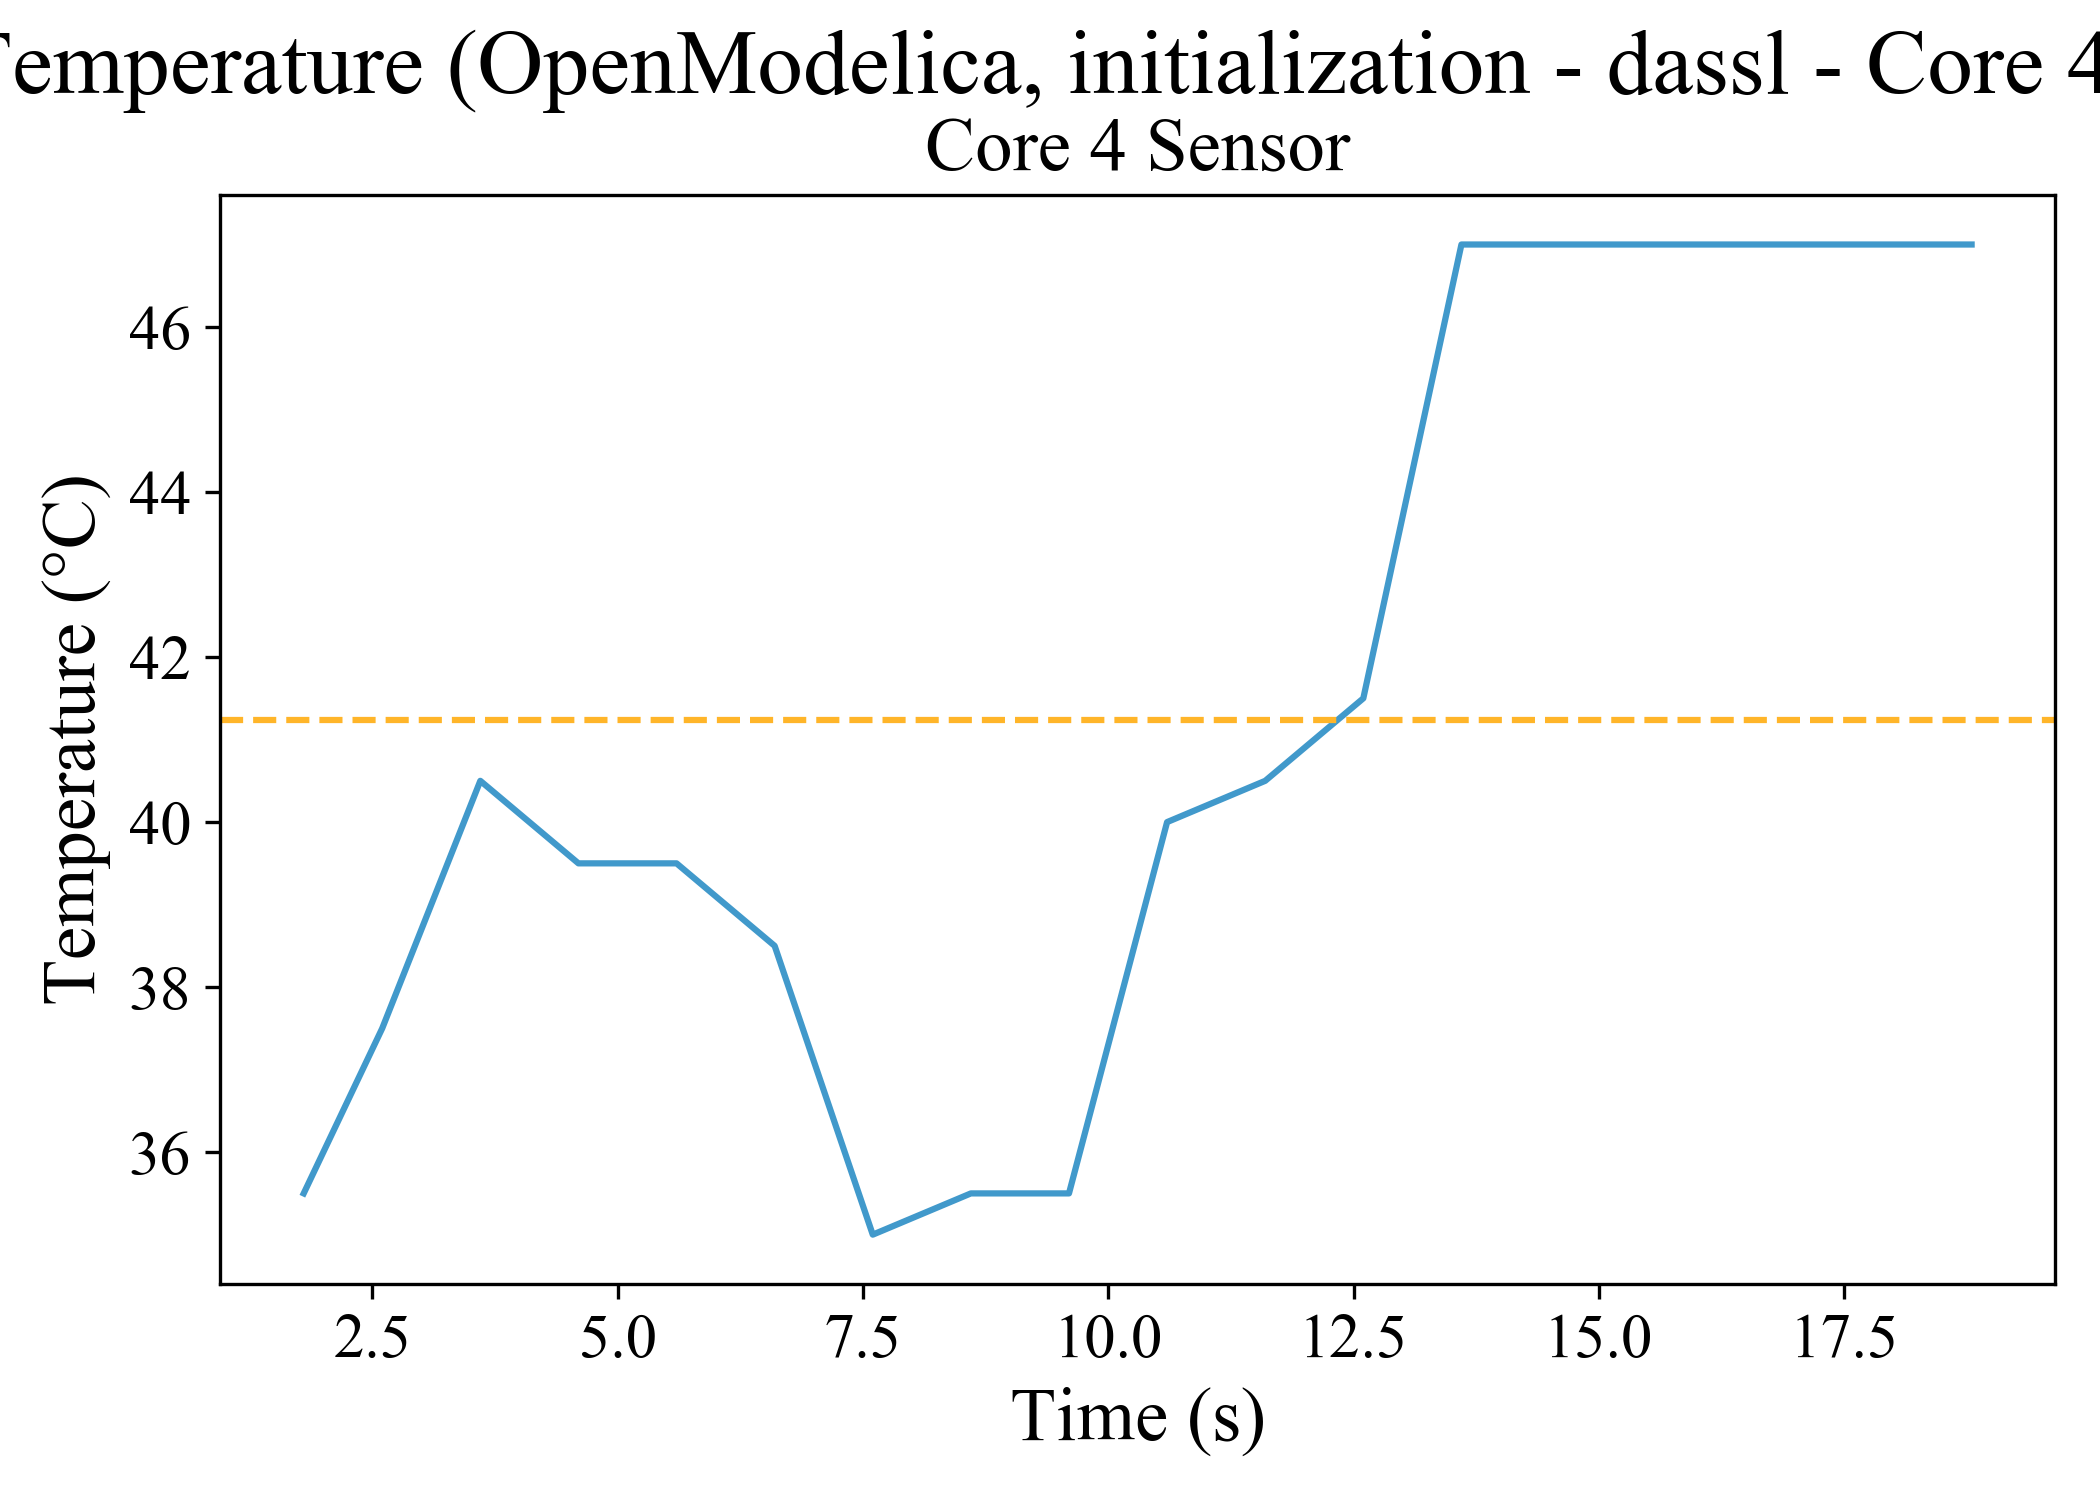 Temperature (OpenModelica, initialization - dassl - Core 4
Core 4 Sensor
Temperature (°C)
46
44
42
40
38
36
2.5 5.0 7.5 10.0 12.5 15.0 17.5
Time (s)